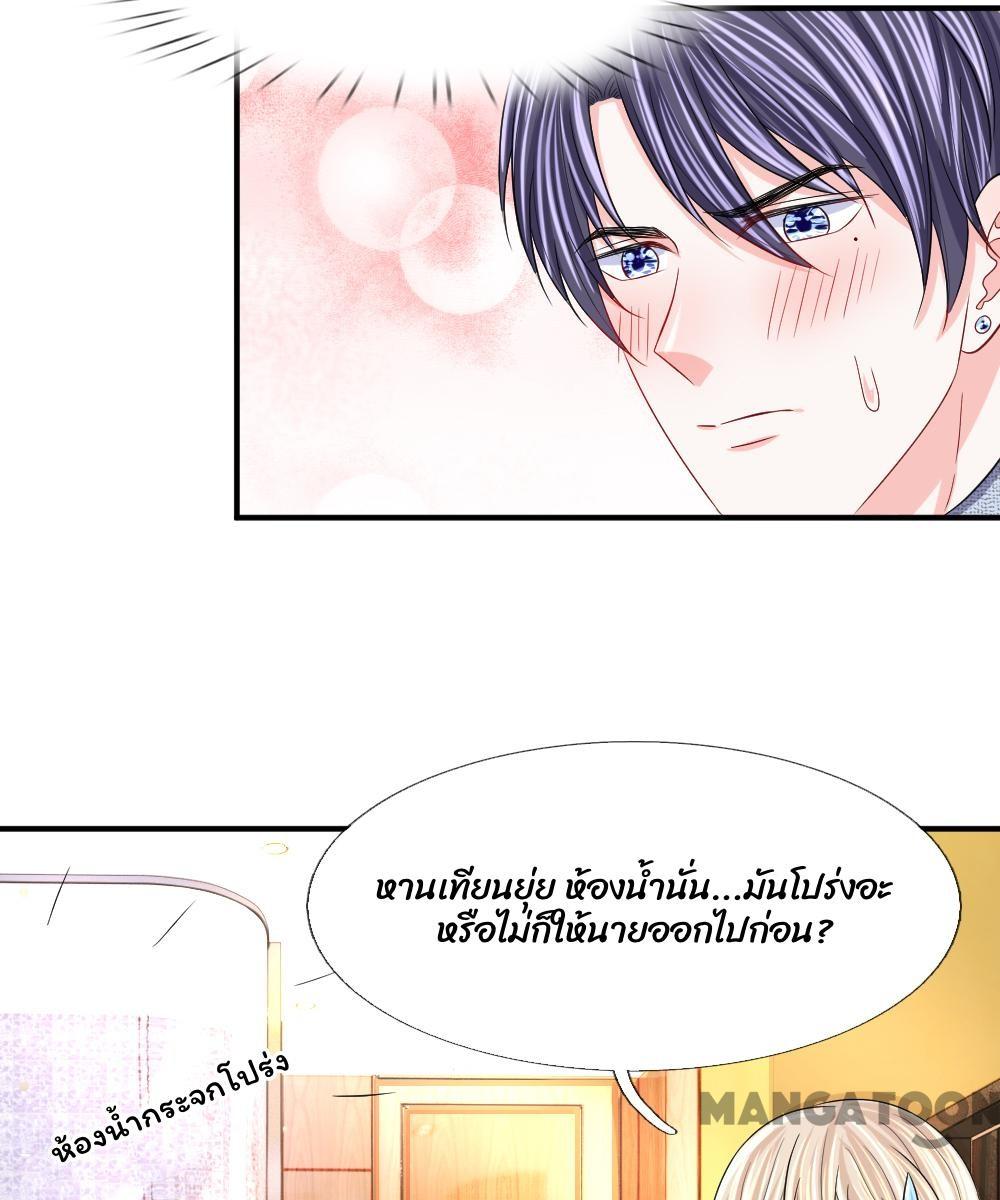 หานเทียนยุ่ย ห้องน้ำนั่น...มันโปร่งอะ
หรือไม่ก็ให้นายออกไปก่อน?
ห้องน้ำกระจกโปร่ง
MANGATOON